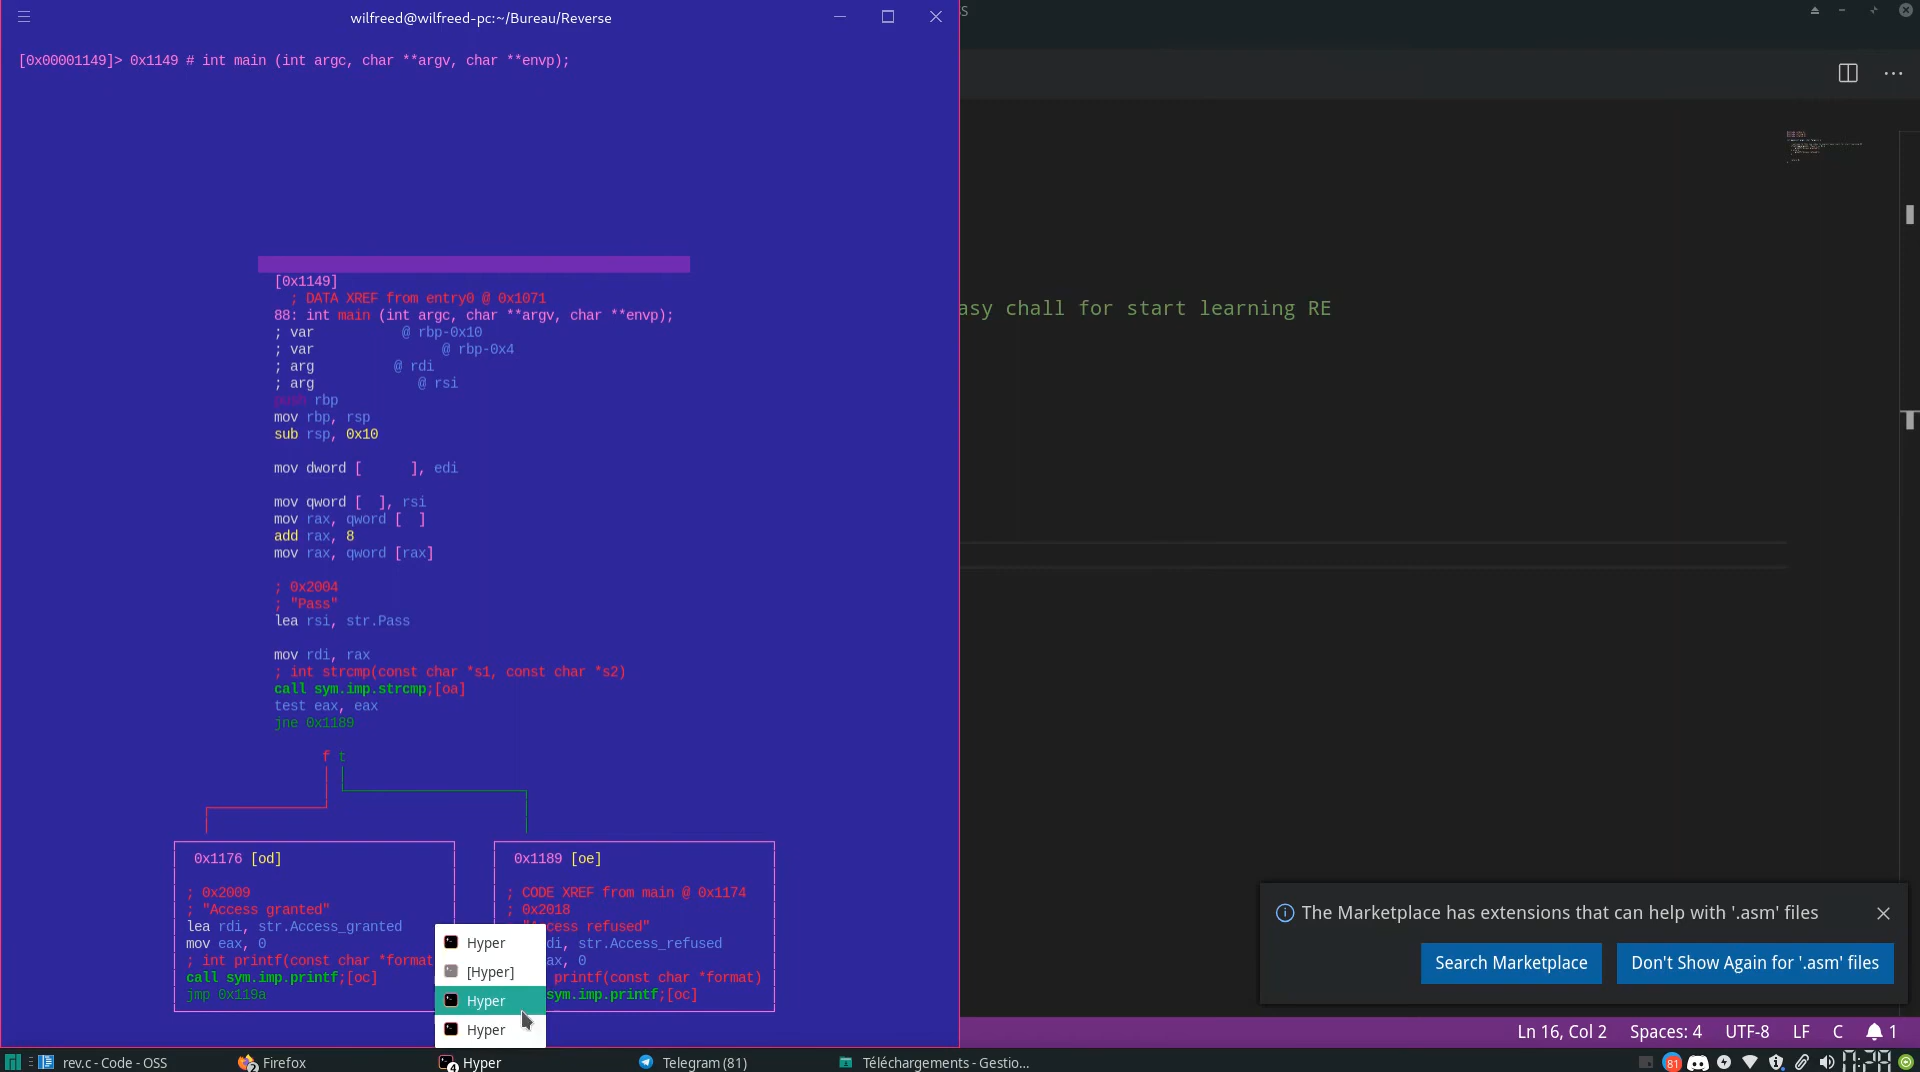 wilfreed@wilfreed-pc:~/Bureau/Reverse
[0x00001149]> 0x1149 # int main (int argc, char **argv, char **envp);
[0x1149]
; DATA XREF from entry0 @ 0x1071
88: int main (int argc, char **argv, char **envp);
; var @ rbp-0x10
; var @ rbp-0x4
; arg @ rdi
; arg @ rsi
push rbp
mov rbp, rsp
sub rsp, 0x10
mov dword [ ], edi
mov qword [ ], rsi
mov rax, qword [ ]
add rax, 8
mov rax, qword [rax]
; 0x2004
; "Pass"
lea rsi, str.Pass
mov rdi, rax
; int strcmp(const char *s1, const char *s2)
call sym.imp.strcmp;[oa]
test eax, eax
jne 0x1189
f t
0x1176 [od]
; 0x2009
; "Access granted"
lea rdi, str.Access_granted
mov eax, 0
; int printf(const char *format
call sym.imp.printf;[oc]
jmp 0x119a
0x1189 [oe]
; CODE XREF from main @ 0x1174
; 0x2018
cess refused"
di, str.Access_refused
ax, 0
printf(const char *format)
sym.imp.printf;[oc]
Hyper
[Hyper]
Hyper
Hyper
S
asy chall for start learning RE
The Marketplace has extensions that can help with '.asm' files
Search Marketplace
Don't Show Again for '.asm' files
Ln 16, Col 2
Spaces: 4
UTF-8
LF
C
1
rev.c - Code - OSS
2
Firefox
4
Hyper
Telegram (81)
Téléchargements - Gestio...
81